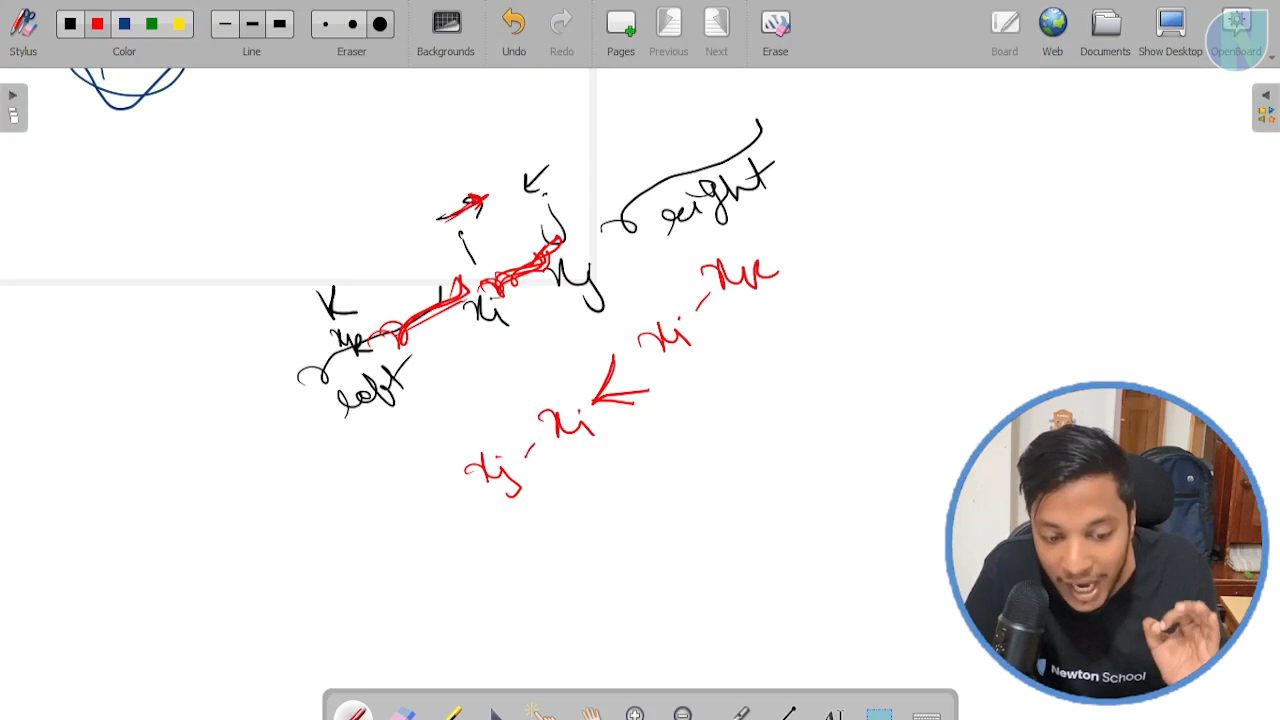 Stylus
Color
Line
Eraser
Backgrounds
Undo
Redo
Pages
Previous
Next
Erase
Board
Web
Documents
Show Desktop
OpenBoard
right
i
j
K
xk
xi
xj
left
xj - xi < xi - xk
Newton School